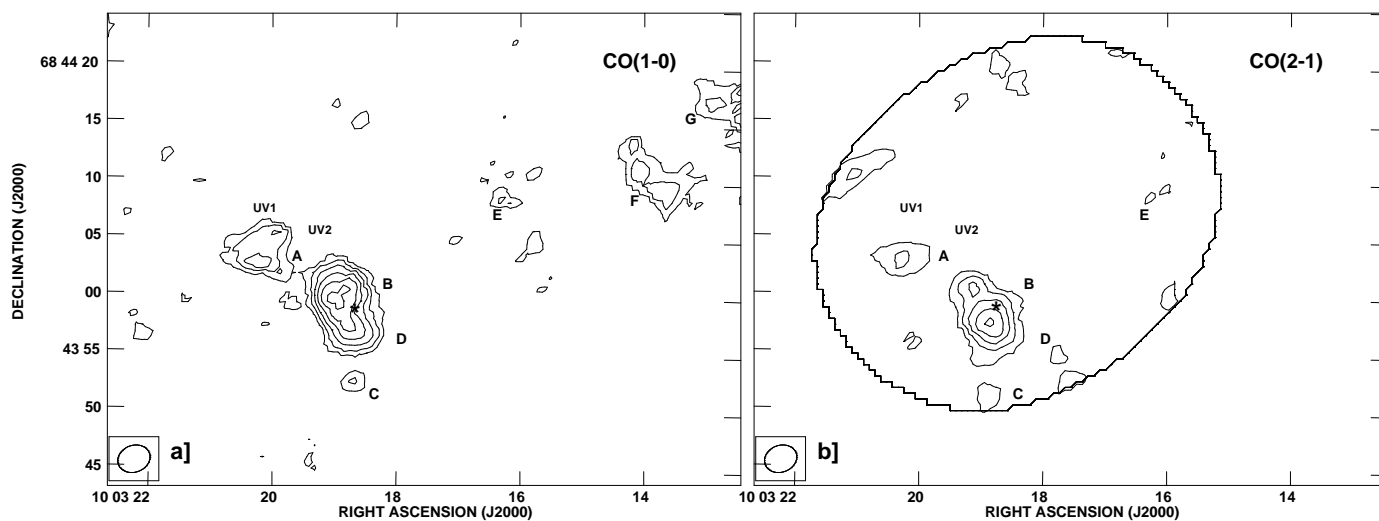 CO(1-0)
68 44 20
15
G
10
E
F
UV1
05
UV2
A
00
B
*
D
43 55
C
50
45
a]
10 03 22
20
18
16
14
RIGHT ASCENSION (J2000)
DECLINATION (J2000)
CO(2-1)
E
UV1
UV2
A
B
*
D
C
b]
10 03 22
20
18
16
14
RIGHT ASCENSION (J2000)